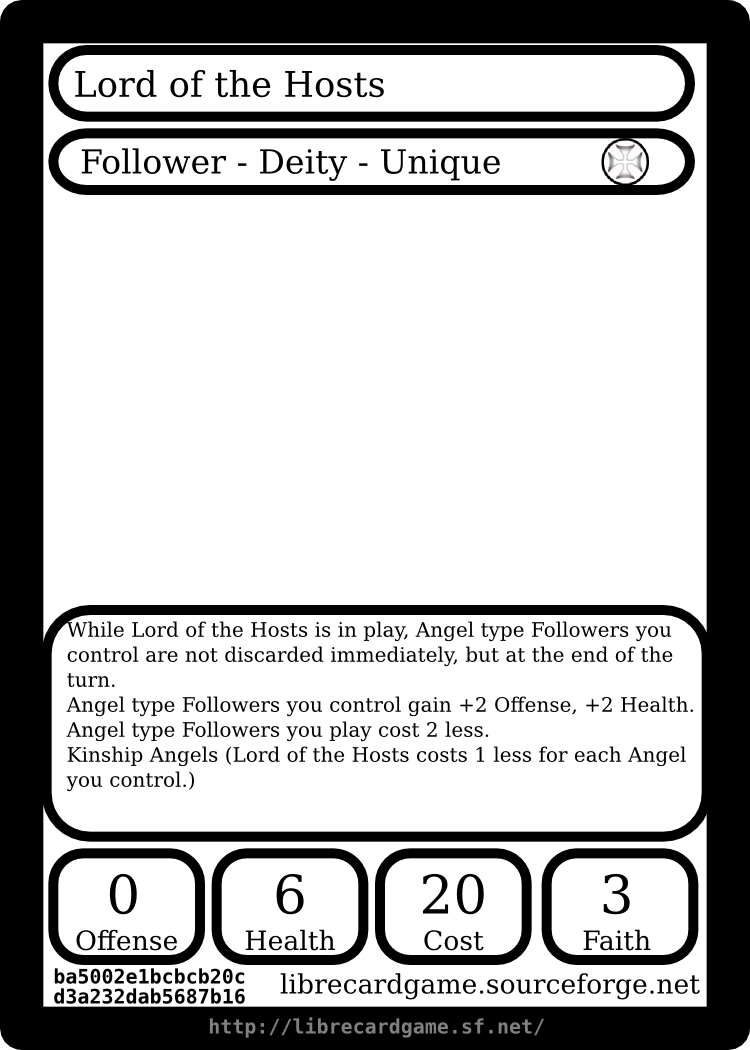 Lord of the Hosts
Follower - Deity - Unique
While Lord of the Hosts is in play, Angel type Followers you
control are not discarded immediately, but at the end of the
turn.
Angel type Followers you control gain +2 Offense, +2 Health.
Angel type Followers you play cost 2 less.
Kinship Angels (Lord of the Hosts costs 1 less for each Angel
you control.)
0 6 20 3
Offense Health Cost Faith
ba5002e1bcbcb20c
d3a232dab5687b16
librecardgame.sourceforge.net
http://librecardgame.sf.net/